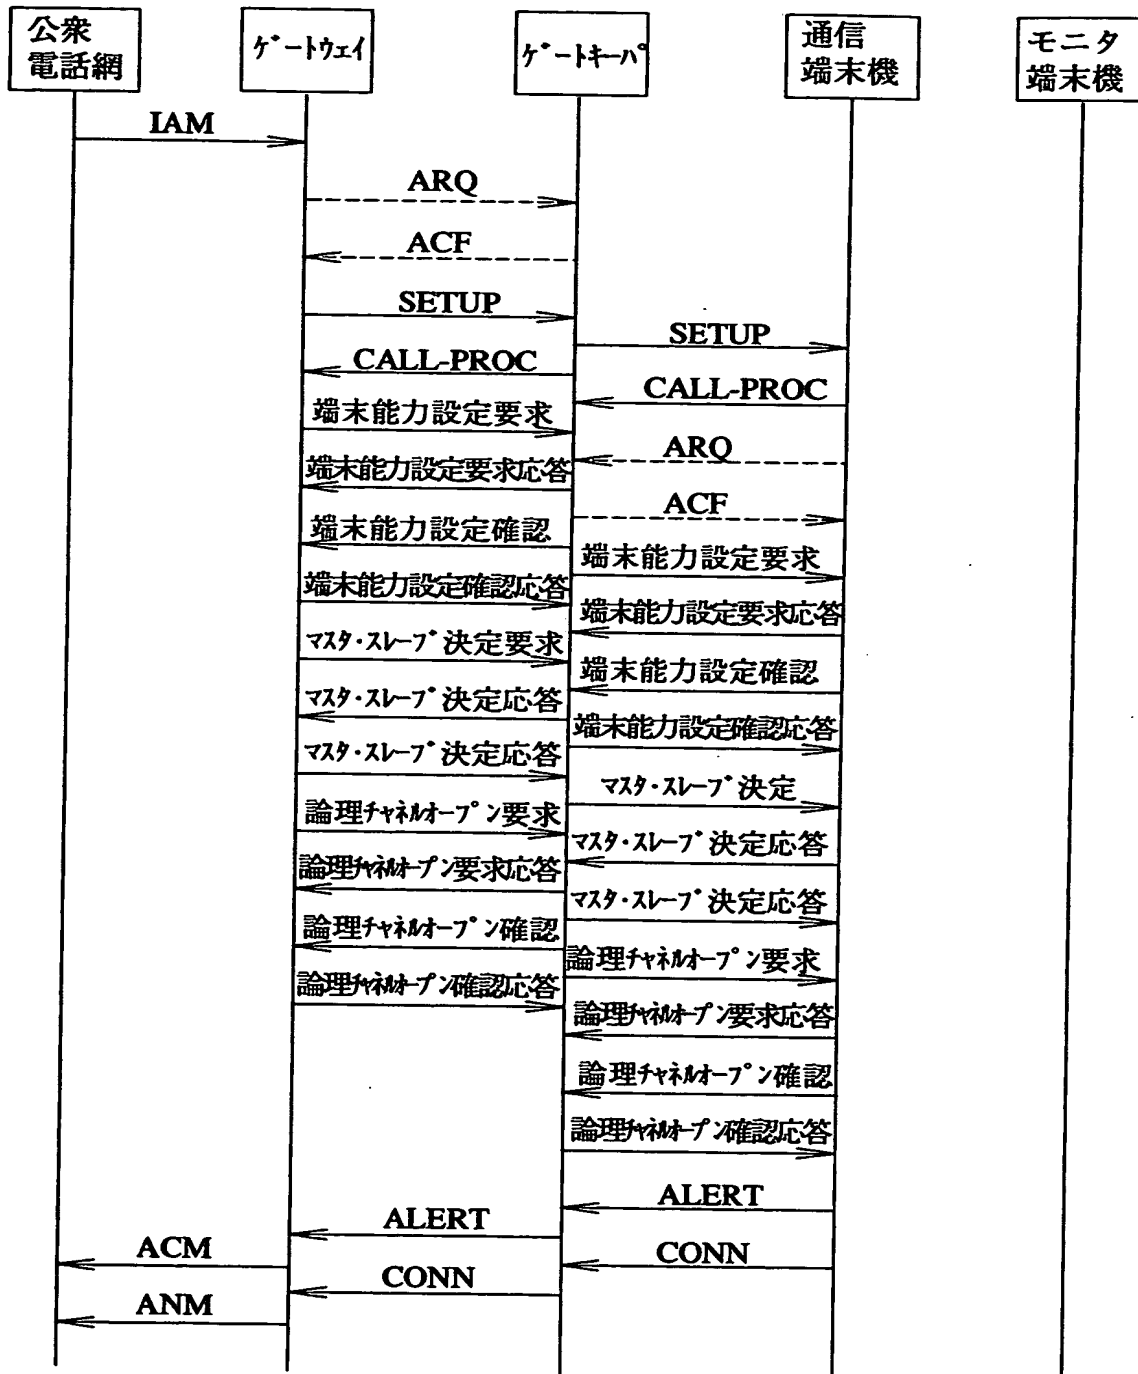 公衆
電話網
ゲートウェイ
ゲートキーパ
通信
端末機
モニタ
端末機
IAM
ARQ
ACF
SETUP
SETUP
CALL-PROC
CALL-PROC
端末能力設定要求
ARQ
端末能力設定要求応答
ACF
端末能力設定確認
端末能力設定要求
端末能力設定確認応答
端末能力設定要求応答
マスタ・スレーブ決定要求
端末能力設定確認
マスタ・スレーブ決定応答
端末能力設定確認応答
マスタ・スレーブ決定応答
マスタ・スレーブ決定
論理チャネルオープン要求
マスタ・スレーブ決定応答
論理チャネルオープン要求応答
マスタ・スレーブ決定応答
論理チャネルオープン確認
論理チャネルオープン要求
論理チャネルオープン確認応答
論理チャネルオープン要求応答
論理チャネルオープン確認
論理チャネルオープン確認応答
ALERT
ALERT
ACM
CONN
CONN
ANM